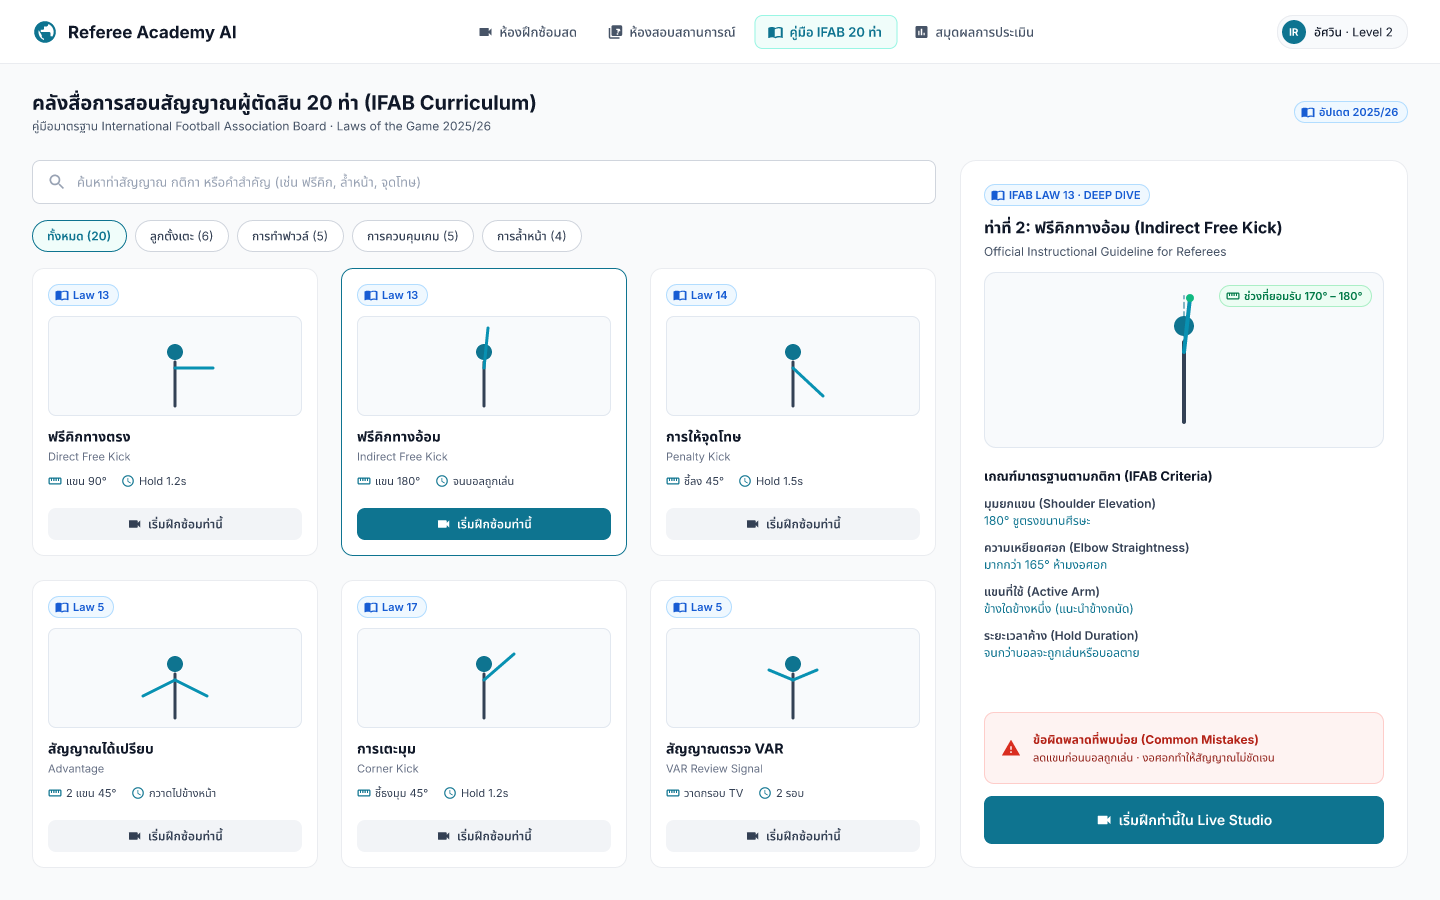 Referee Academy AI
ห้องฝึกซ้อมสด
ห้องสอบสถานการณ์
คู่มือ IFAB 20 ท่า
สมุดผลการประเมิน
IR
อัศวิน · Level 2
คลังสื่อการสอนสัญญาณผู้ตัดสิน 20 ท่า (IFAB Curriculum)
คู่มือมาตรฐาน International Football Association Board · Laws of the Game 2025/26
อัปเดต 2025/26
ค้นหาท่าสัญญาณ กติกา หรือคำสำคัญ (เช่น ฟรีคิก, ล้ำหน้า, จุดโทษ)
ทั้งหมด (20)
ลูกตั้งเตะ (6)
การทำฟาวล์ (5)
การควบคุมเกม (5)
การล้ำหน้า (4)
Law 13
ฟรีคิกทางตรง
Direct Free Kick
แขน 90°
Hold 1.2s
เริ่มฝึกซ้อมท่านี้
Law 13
ฟรีคิกทางอ้อม
Indirect Free Kick
แขน 180°
จนบอลถูกเล่น
เริ่มฝึกซ้อมท่านี้
Law 14
การให้จุดโทษ
Penalty Kick
ชี้ลง 45°
Hold 1.5s
เริ่มฝึกซ้อมท่านี้
Law 5
สัญญาณได้เปรียบ
Advantage
2 แขน 45°
กวาดไปข้างหน้า
เริ่มฝึกซ้อมท่านี้
Law 17
การเตะมุม
Corner Kick
ชี้ธงมุม 45°
Hold 1.2s
เริ่มฝึกซ้อมท่านี้
Law 5
สัญญาณตรวจ VAR
VAR Review Signal
วาดกรอบ TV
2 รอบ
เริ่มฝึกซ้อมท่านี้
IFAB LAW 13 · DEEP DIVE
ท่าที่ 2: ฟรีคิกทางอ้อม (Indirect Free Kick)
Official Instructional Guideline for Referees
ช่วงที่ยอมรับ 170° – 180°
เกณฑ์มาตรฐานตามกติกา (IFAB Criteria)
มุมยกแขน (Shoulder Elevation)
180° ชูตรงขนานศีรษะ
ความเหยียดศอก (Elbow Straightness)
มากกว่า 165° ห้ามงอศอก
แขนที่ใช้ (Active Arm)
ข้างใดข้างหนึ่ง (แนะนำข้างถนัด)
ระยะเวลาค้าง (Hold Duration)
จนกว่าบอลจะถูกเล่นหรือบอลตาย
ข้อผิดพลาดที่พบบ่อย (Common Mistakes)
ลดแขนก่อนบอลถูกเล่น · งอศอกทำให้สัญญาณไม่ชัดเจน
เริ่มฝึกท่านี้ใน Live Studio